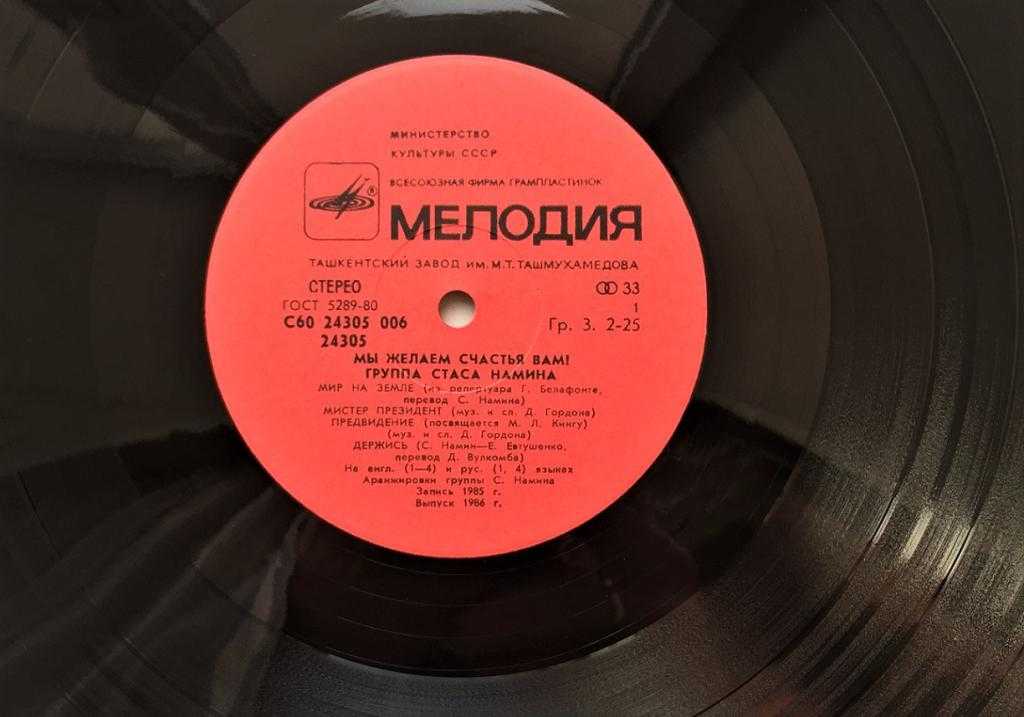 МИНИСТЕРСТВО
КУЛЬТУРЫ СССР
ВСЕСОЮЗНАЯ ФИРМА ГРАМПЛАСТИНОК
®
МЕЛОДИЯ
ТАШКЕНТСКИЙ ЗАВОД ИМ. М.Т. ТАШМУХАМЕДОВА
СТЕРЕО
33
ГОСТ 5289-80
1
С60 24305 006
Гр. 3. 2-25
24305
МЫ ЖЕЛАЕМ СЧАСТЬЯ ВАМ!
ГРУППА СТАСА НАМИНА
МИР НА ЗЕМЛЕ (из репертуара Г. Белафонте,
перевод С. Намина)
МИСТЕР ПРЕЗИДЕНТ (муз. и сл. Д. Гордона)
ПРЕДВИДЕНИЕ (посвящается М. Л. Кингу)
(муз. и сл. Д. Гордона)
ДЕРЖИСЬ (С. Намин—Е. Евтушенко,
перевод Д. Вулкомба)
На англ. (1—4) и рус. (1, 4) языках
Аранжировки группы С. Намина
Запись 1985 г.
Выпуск 1986 г.